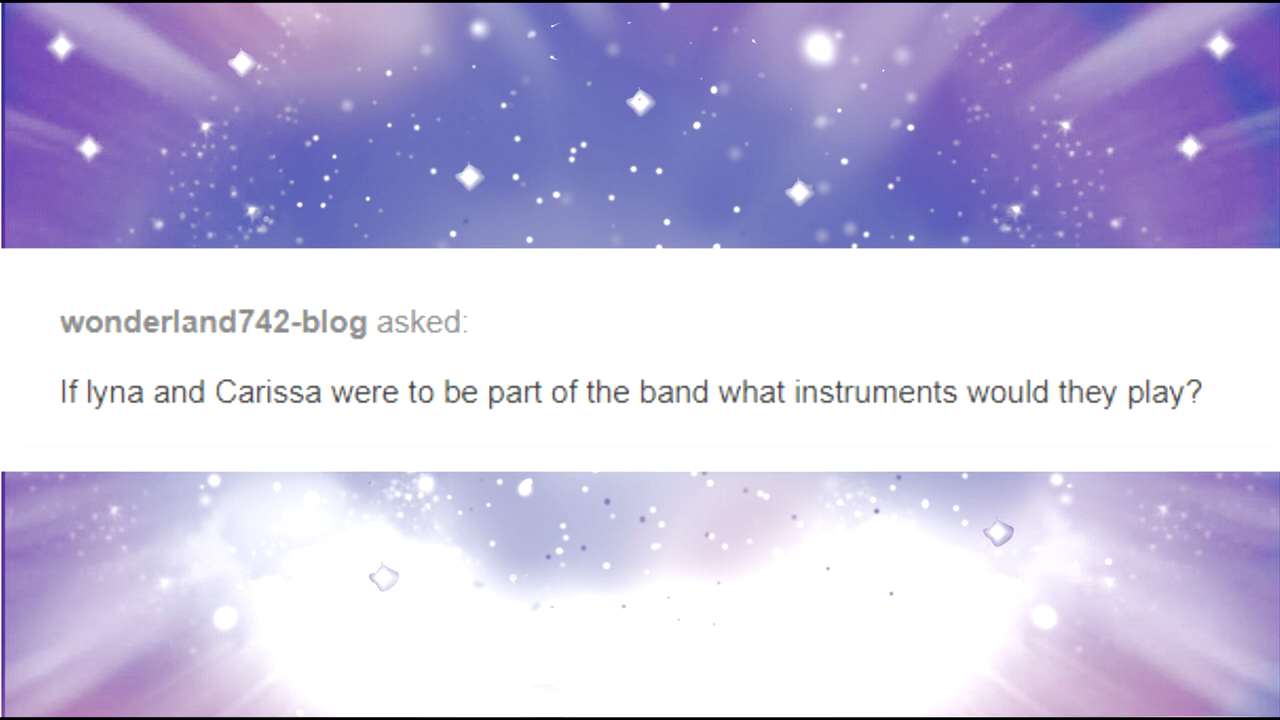 wonderland742-blog asked:
If lyna and Carissa were to be part of the band what instruments would they play?